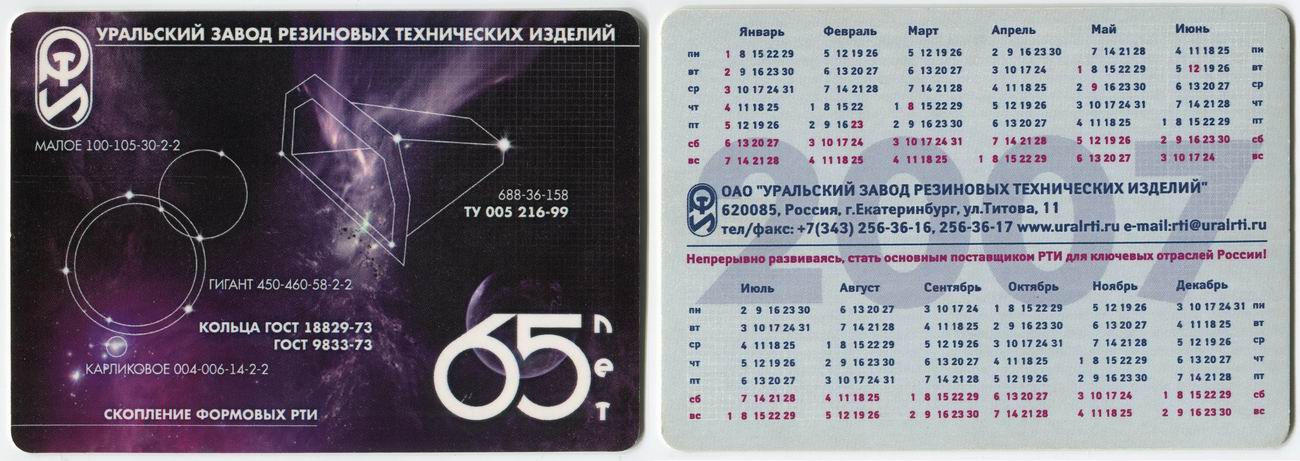 УРАЛЬСКИЙ ЗАВОД РЕЗИНОВЫХ ТЕХНИЧЕСКИХ ИЗДЕЛИЙ
МАЛОЕ 100-105-30-2-2
688-36-158
ТУ 005 216-99
ГИГАНТ 450-460-58-2-2
КОЛЬЦА ГОСТ 18829-73
ГОСТ 9833-73
КАРЛИКОВОЕ 004-006-14-2-2
65 лет
СКОПЛЕНИЕ ФОРМОВЫХ РТИ
2007
Январь Февраль Март Апрель Май Июнь
пн 1 8 15 22 29 5 12 19 26 5 12 19 26 2 9 16 23 30 7 14 21 28 4 11 18 25 пн
вт 2 9 16 23 30 6 13 20 27 6 13 20 27 3 10 17 24 1 8 15 22 29 5 12 19 26 вт
ср 3 10 17 24 31 7 14 21 28 7 14 21 28 4 11 18 25 2 9 16 23 30 6 13 20 27 ср
чт 4 11 18 25 1 8 15 22 1 8 15 22 29 5 12 19 26 3 10 17 24 31 7 14 21 28 чт
пт 5 12 19 26 2 9 16 23 2 9 16 23 30 6 13 20 27 4 11 18 25 1 8 15 22 29 пт
сб 6 13 20 27 3 10 17 24 3 10 17 24 31 7 14 21 28 5 12 19 26 2 9 16 23 30 сб
вс 7 14 21 28 4 11 18 25 4 11 18 25 1 8 15 22 29 6 13 20 27 3 10 17 24 вс
ОАО "УРАЛЬСКИЙ ЗАВОД РЕЗИНОВЫХ ТЕХНИЧЕСКИХ ИЗДЕЛИЙ"
620085, Россия, г.Екатеринбург, ул.Титова, 11
тел/факс: +7(343) 256-36-16, 256-36-17 www.uralrti.ru e-mail:rti@uralrti.ru
Непрерывно развиваясь, стать основным поставщиком РТИ для ключевых отраслей России!
Июль Август Сентябрь Октябрь Ноябрь Декабрь
пн 2 9 16 23 30 6 13 20 27 3 10 17 24 1 8 15 22 29 5 12 19 26 3 10 17 24 31 пн
вт 3 10 17 24 31 7 14 21 28 4 11 18 25 2 9 16 23 30 6 13 20 27 4 11 18 25 вт
ср 4 11 18 25 1 8 15 22 29 5 12 19 26 3 10 17 24 31 7 14 21 28 5 12 19 26 ср
чт 5 12 19 26 2 9 16 23 30 6 13 20 27 4 11 18 25 1 8 15 22 29 6 13 20 27 чт
пт 6 13 20 27 3 10 17 24 31 7 14 21 28 5 12 19 26 2 9 16 23 30 7 14 21 28 пт
сб 7 14 21 28 4 11 18 25 1 8 15 22 29 6 13 20 27 3 10 17 24 1 8 15 22 29 сб
вс 1 8 15 22 29 5 12 19 26 2 9 16 23 30 7 14 21 28 4 11 18 25 2 9 16 23 30 вс